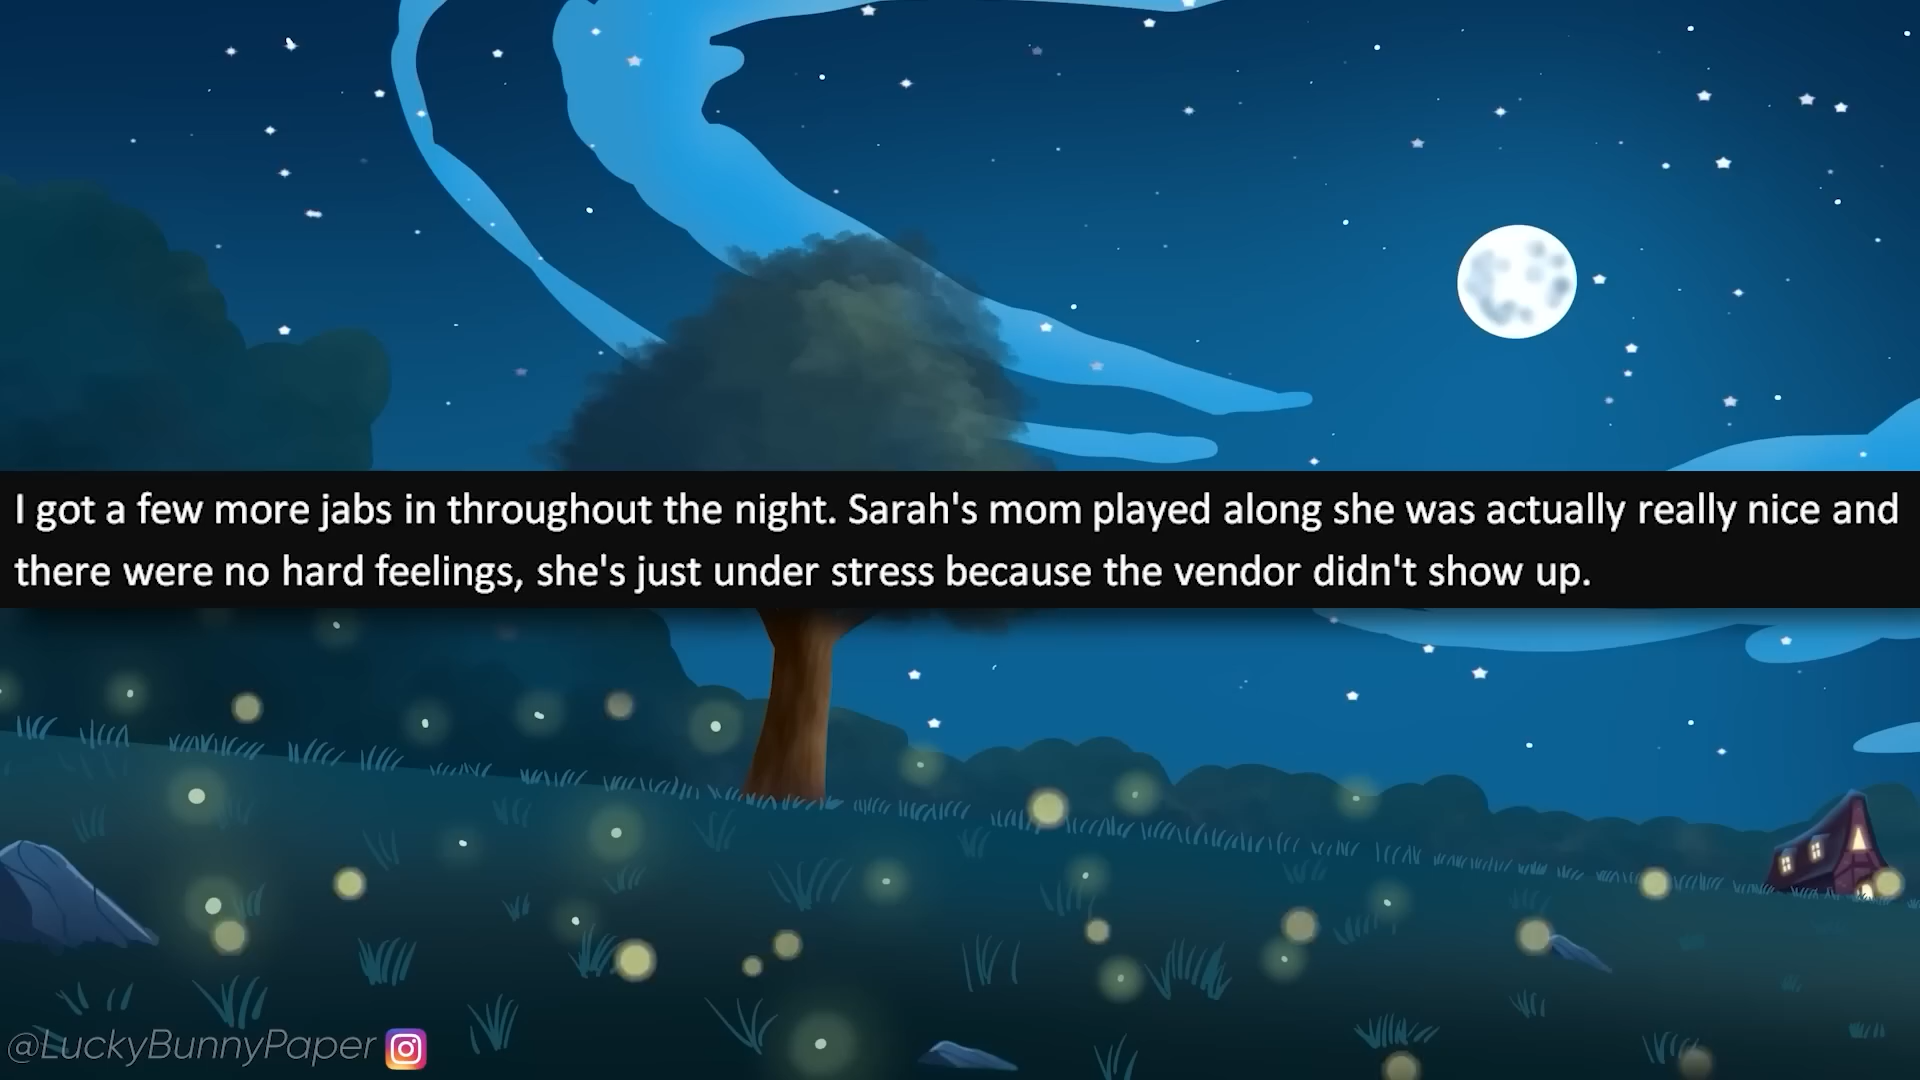 I got a few more jabs in throughout the night. Sarah's mom played along she was actually really nice and
there were no hard feelings, she's just under stress because the vendor didn't show up.
@LuckyBunnyPaper